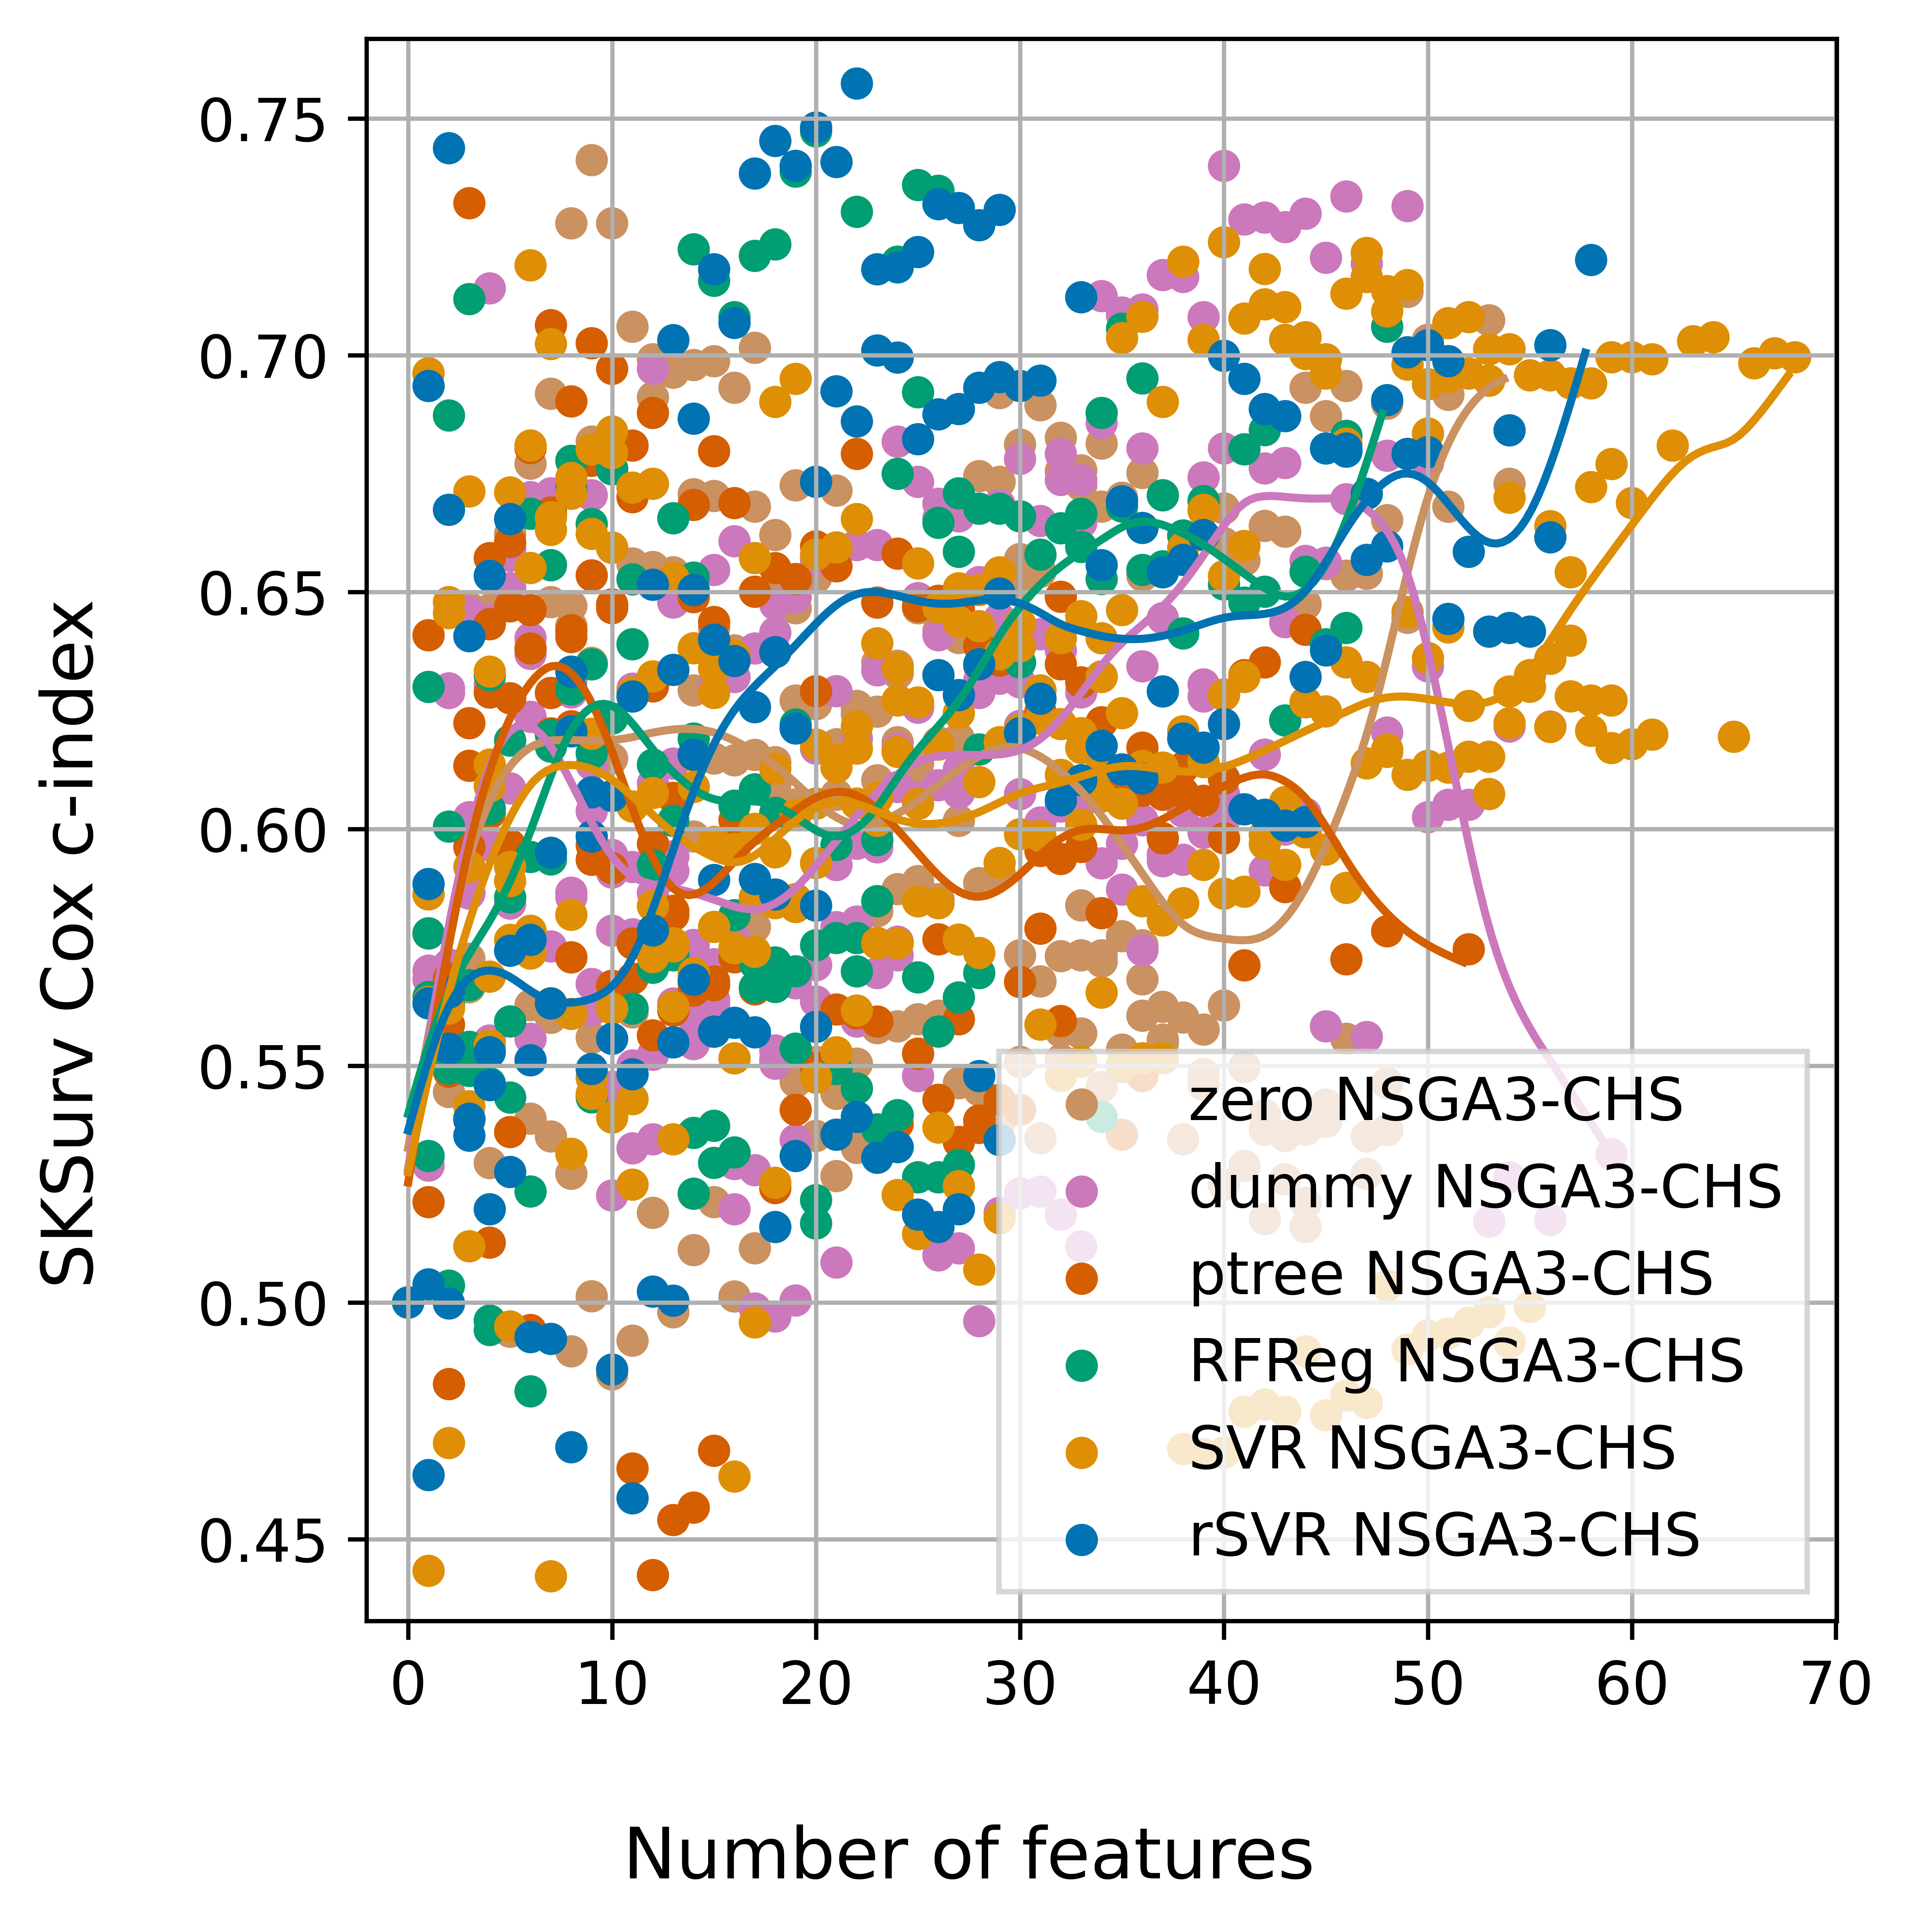 SKSurv Cox c-index
0.75
0.70
0.65
0.60
0.55
0.50
0.45
zero NSGA3-CHS
dummy NSGA3-CHS
ptree NSGA3-CHS
RFReg NSGA3-CHS
SVR NSGA3-CHS
rSVR NSGA3-CHS
0 10 20 30 40 50 60 70
Number of features